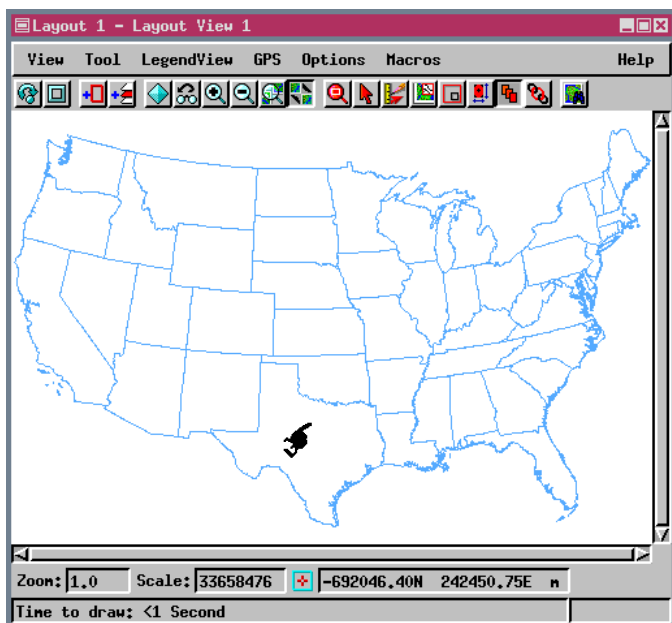 Layout 1 - Layout View 1
View Tool LegendView GPS Options Macros Help
Zoom: 1.0 Scale: 33658476 -692046.40N 242450.75E m
Time to draw: <1 Second